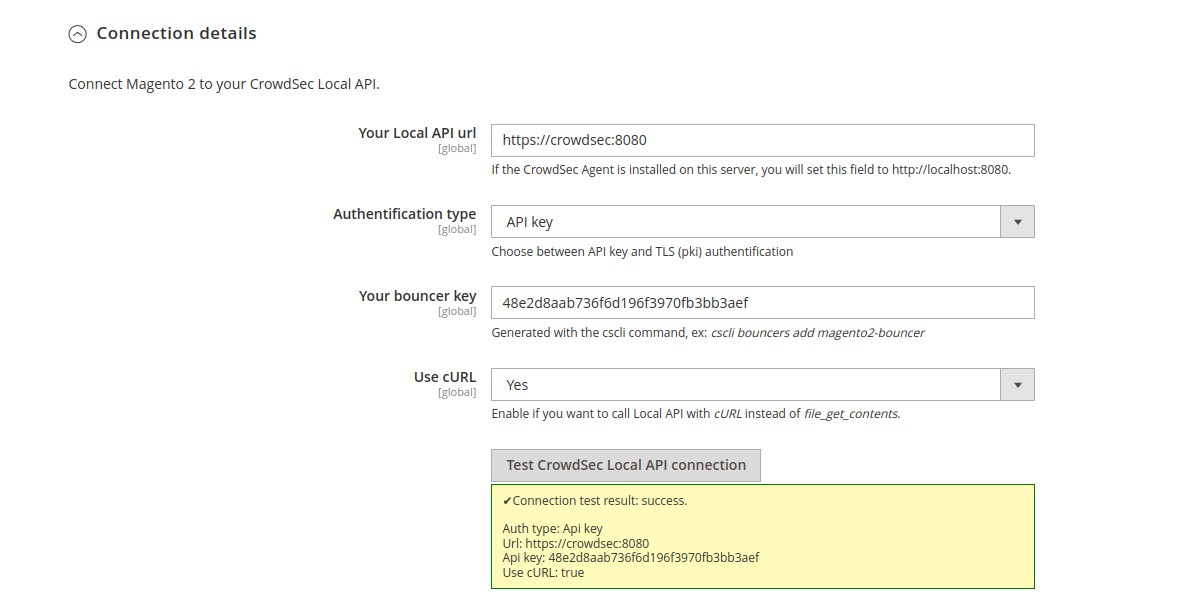 Connection details
Connect Magento 2 to your CrowdSec Local API.
Your Local API url
[global]
https://crowdsec:8080
If the CrowdSec Agent is installed on this server, you will set this field to http://localhost:8080.
Authentification type
[global]
API key
Choose between API key and TLS (pki) authentification
Your bouncer key
[global]
48e2d8aab736f6d196f3970fb3bb3aef
Generated with the cscli command, ex: cscli bouncers add magento2-bouncer
Use cURL
[global]
Yes
Enable if you want to call Local API with cURL instead of file_get_contents.
Test CrowdSec Local API connection
✔Connection test result: success.
Auth type: Api key
Url: https://crowdsec:8080
Api key: 48e2d8aab736f6d196f3970fb3bb3aef
Use cURL: true